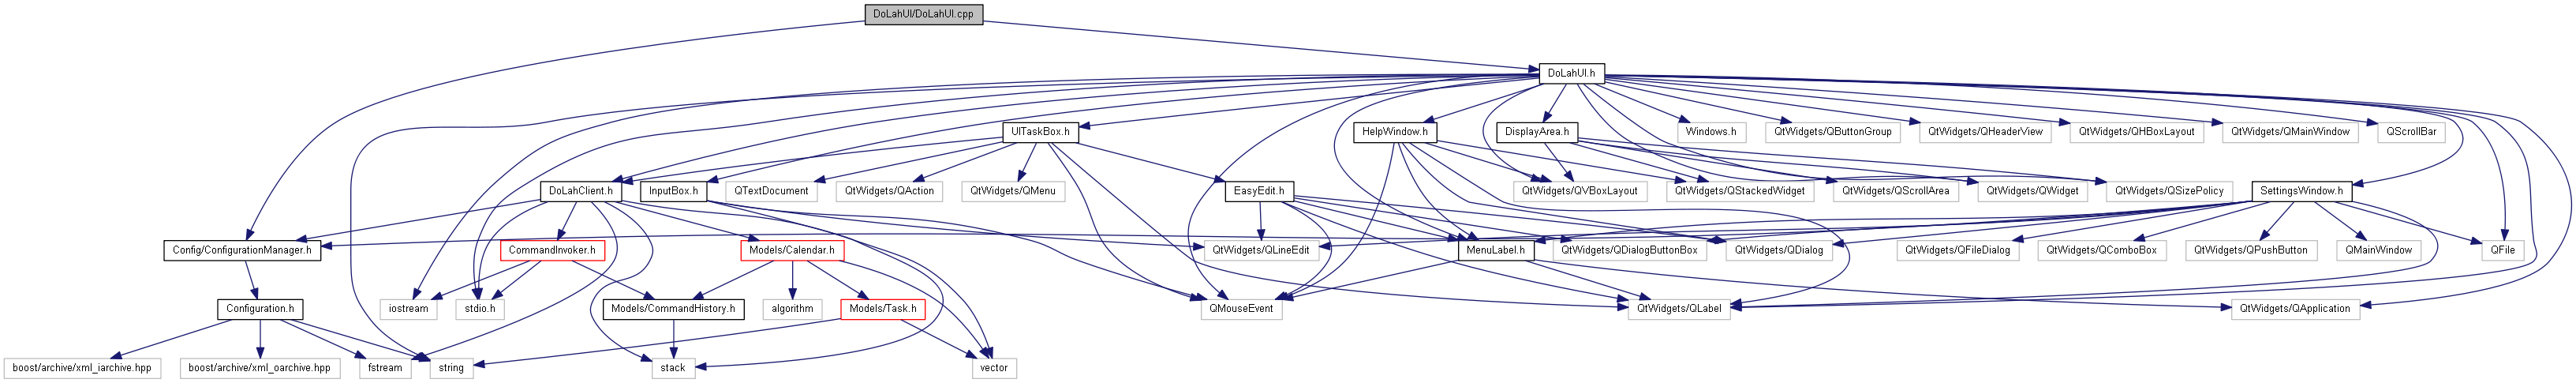 DoLahUI/DoLahUI.cpp
DoLahUI.h
UITaskBox.h
HelpWindow.h
DisplayArea.h
Windows.h
QtWidgets/QButtonGroup
QtWidgets/QHeaderView
QtWidgets/QHBoxLayout
QtWidgets/QMainWindow
QScrollBar
DoLahClient.h
InputBox.h
QTextDocument
QtWidgets/QAction
QtWidgets/QMenu
EasyEdit.h
QtWidgets/QVBoxLayout
QtWidgets/QStackedWidget
QtWidgets/QScrollArea
QtWidgets/QWidget
QtWidgets/QSizePolicy
SettingsWindow.h
Config/ConfigurationManager.h
CommandInvoker.h
Models/Calendar.h
QtWidgets/QLineEdit
MenuLabel.h
QtWidgets/QDialogButtonBox
QtWidgets/QDialog
QtWidgets/QFileDialog
QtWidgets/QComboBox
QtWidgets/QPushButton
QMainWindow
QFile
Configuration.h
iostream
stdio.h
Models/CommandHistory.h
algorithm
Models/Task.h
QMouseEvent
QtWidgets/QLabel
QtWidgets/QApplication
boost/archive/xml_iarchive.hpp
boost/archive/xml_oarchive.hpp
fstream
string
stack
vector